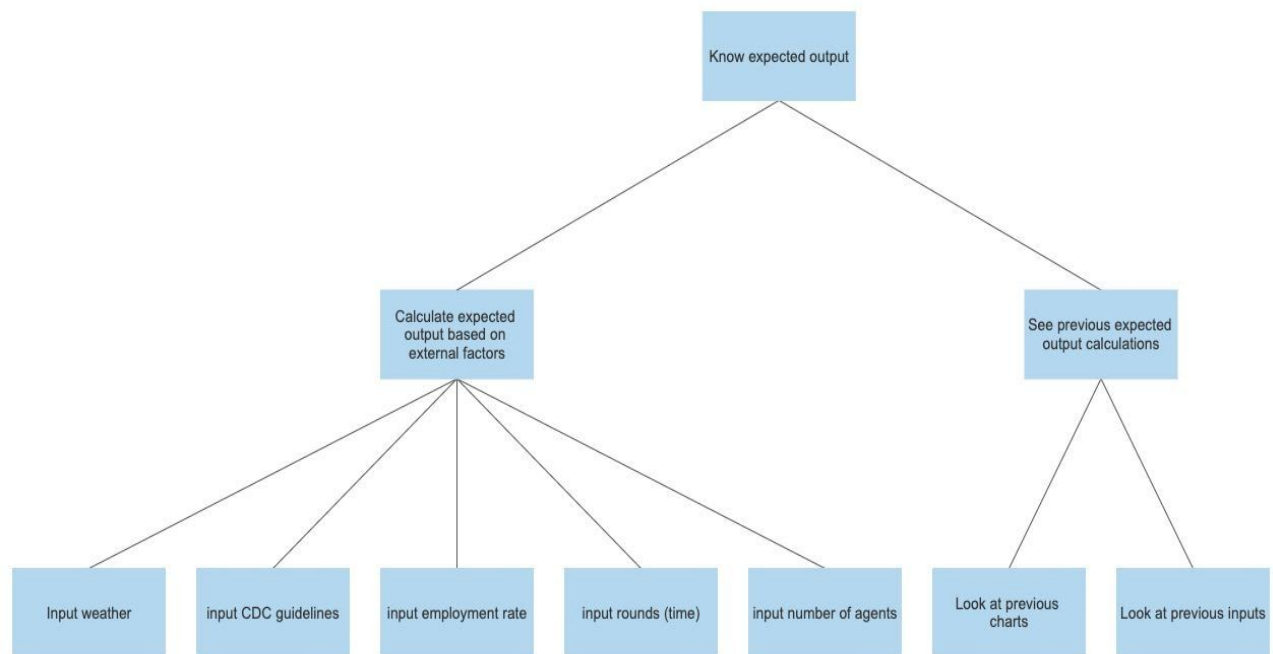 Know expected output
Calculate expected
output based on
external factors
See previous expected
output calculations
Input weather
input CDC guidelines
input employment rate
input rounds (time)
input number of agents
Look at previous
charts
Look at previous inputs